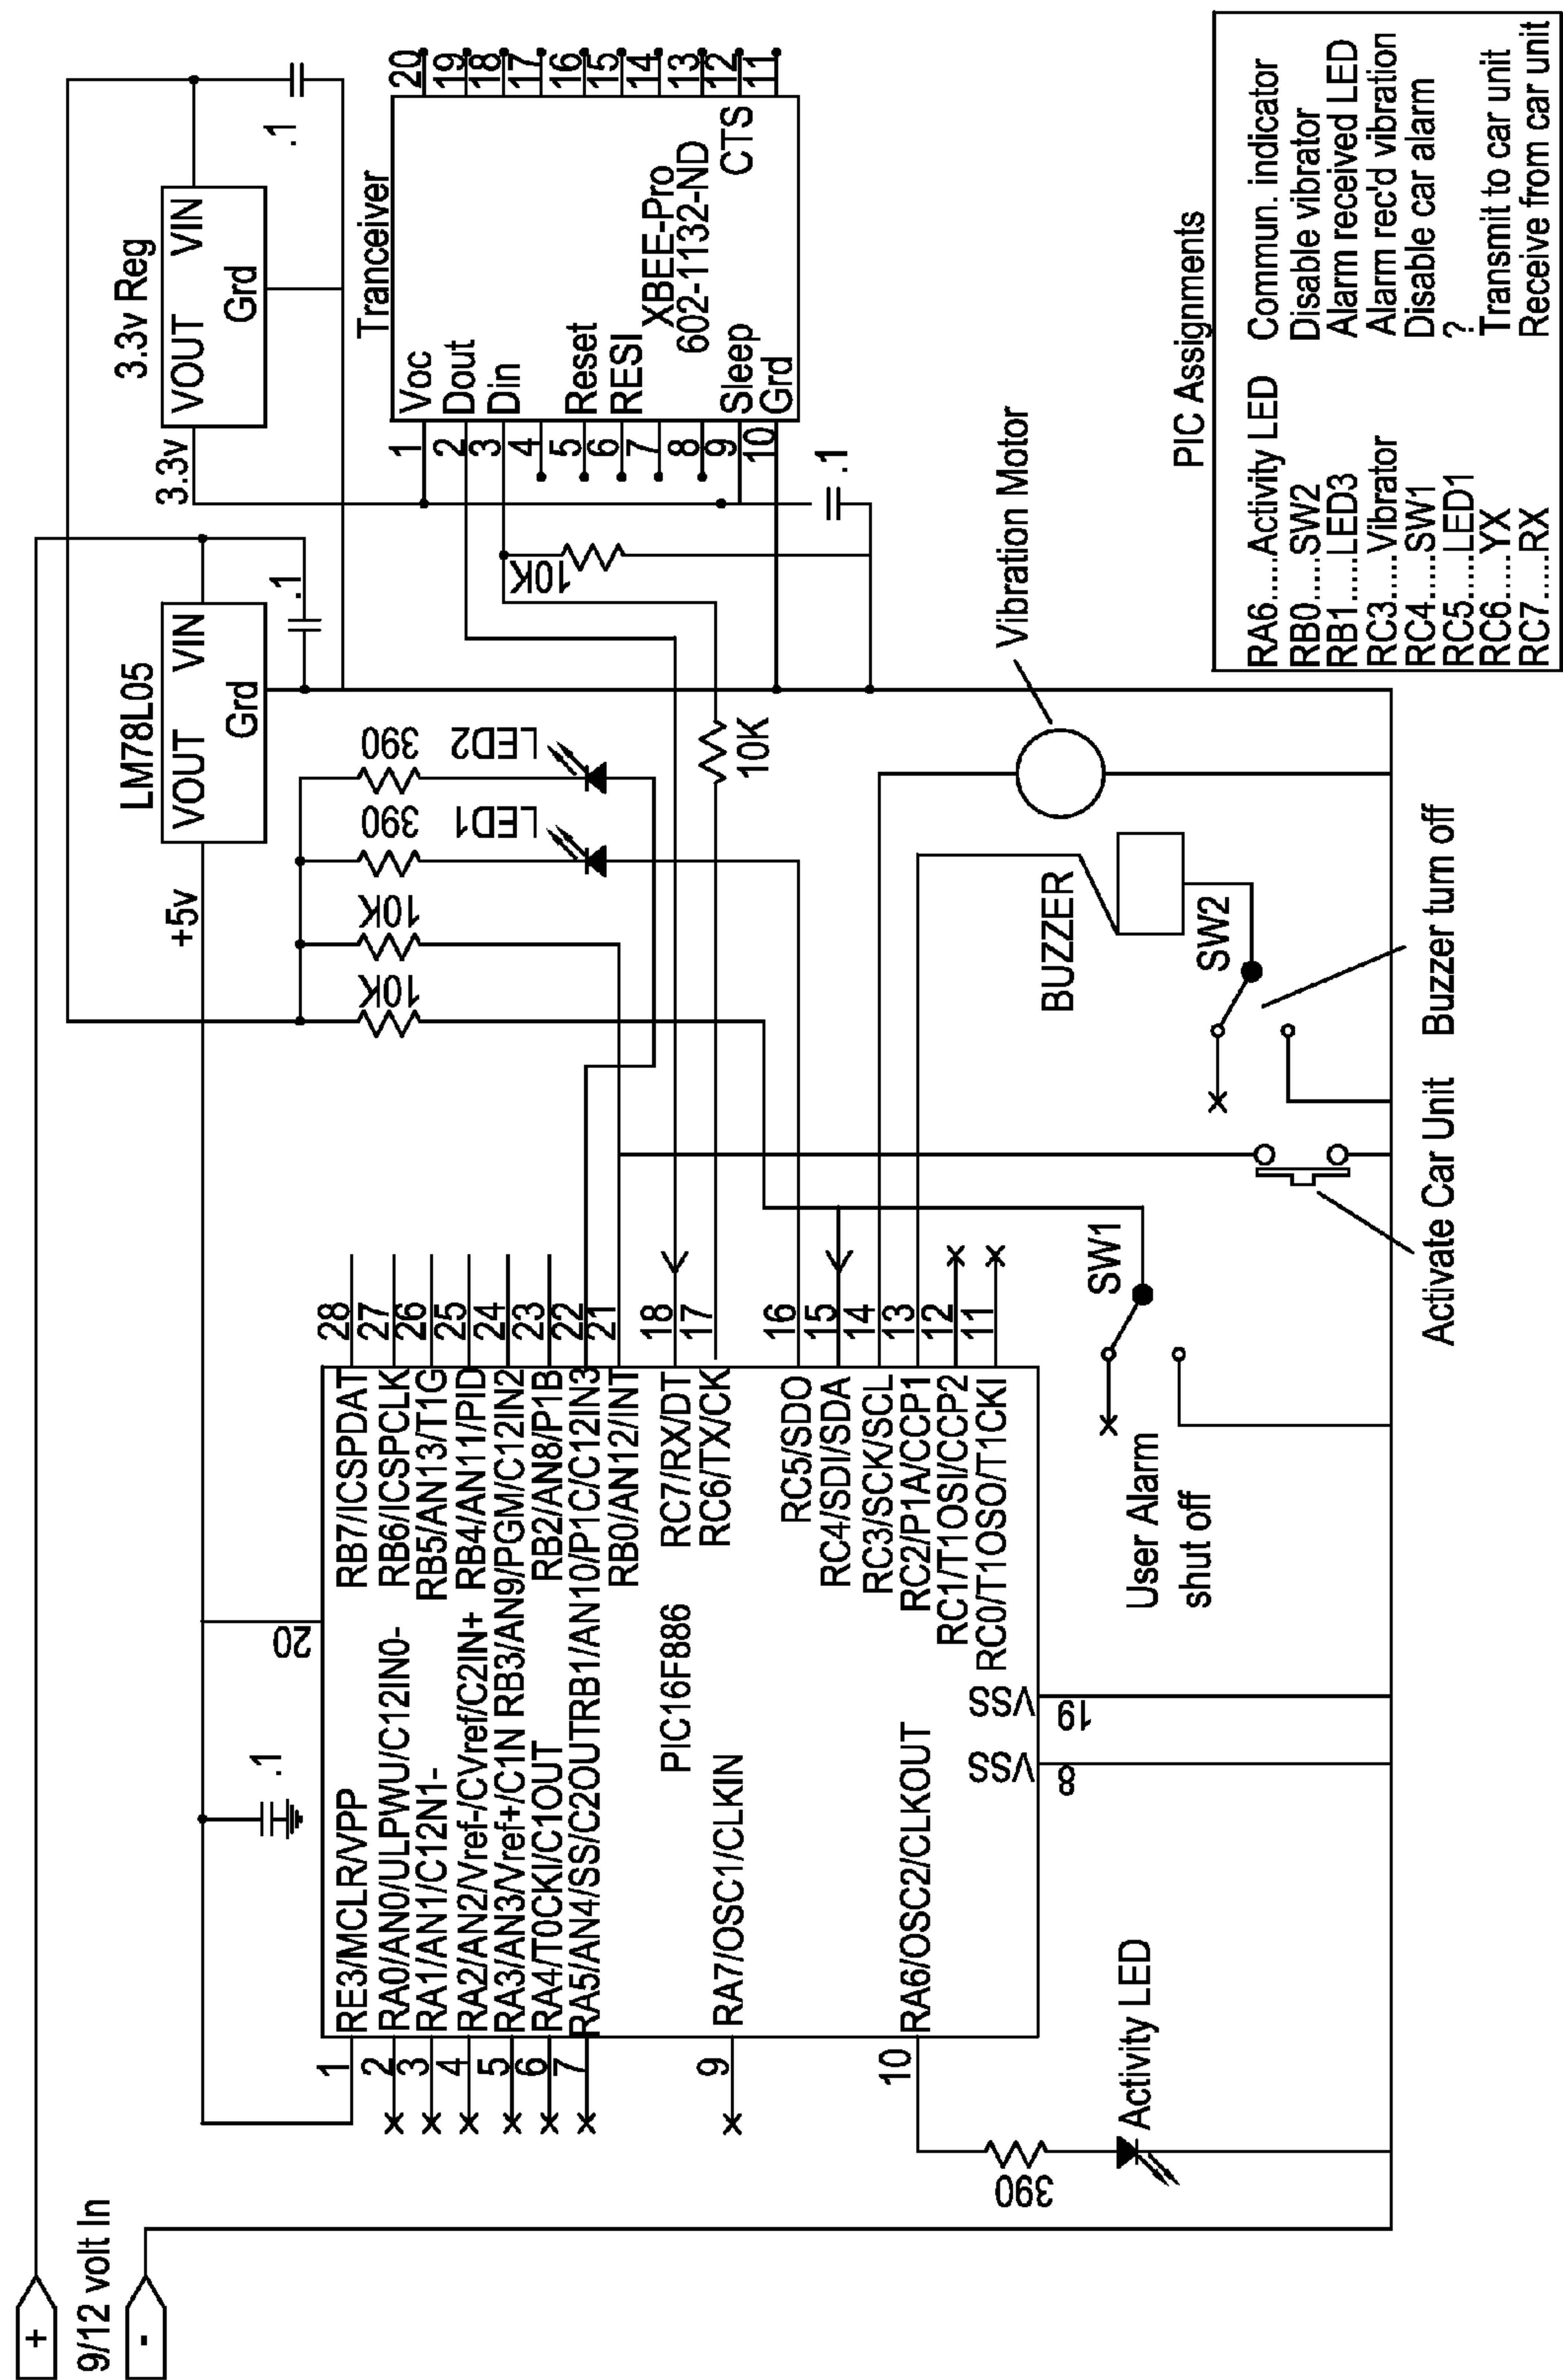 9/12 volt In
+
-
LM78L05
VOUT VIN
Grd
+5v
.1
3.3v Reg
VOUT VIN
Grd
3.3v
.1
Tranceiver
Voc
Dout
Din
Reset
RESI
XBEE-Pro
602-1132-ND
Sleep CTS
Grd
1
2
3
4
5
6
7
8
9
10
20
19
18
17
16
15
14
13
12
11
.1
10K
10K
10K
10K
390
390
LED1
LED2
.1
20
1
2
3
4
5
6
7
9
10
RE3/MCLR/VPP
RA0/AN0/ULPWU/C12IN0-
RA1/AN1/C12N1-
RA2/AN2/Vref-/CVref/C2IN+
RA3/AN3/Vref+/C1N
RA4/T0CKI/C1OUT
RA5/AN4/SS/C2OUT
RA7/OSC1/CLKIN
RA6/OSC2/CLKOUT
PIC16F886
RB7/ICSPDAT
RB6/ICSPCLK
RB5/AN13/T1G
RB4/AN11/PID
RB3/AN9/PGM/C12IN2
RB2/AN8/P1B
RB1/AN10/P1C/C12IN3
RB0/AN12/INT
RC7/RX/DT
RC6/TX/CK
RC5/SDO
RC4/SDI/SDA
RC3/SCK/SCL
RC2/P1A/CCP1
RC1/T1OSI/CCP2
RC0/T1OSO/T1CKI
28
27
26
25
24
23
22
21
18
17
16
15
14
13
12
11
VSS
8
VSS
19
390
Activity LED
User Alarm
shut off
SW1
Activate Car Unit
Buzzer turn off
SW2
BUZZER
Vibration Motor
PIC Assignments
RA6.....Activity LED Commun. indicator
RB0.....SW2 Disable vibrator
RB1.....LED3 Alarm received LED
RC3.....Vibrator Alarm rec'd vibration
RC4.....SW1 Disable car alarm
RC5.....LED1 ?
RC6.....YX Transmit to car unit
RC7.....RX Receive from car unit